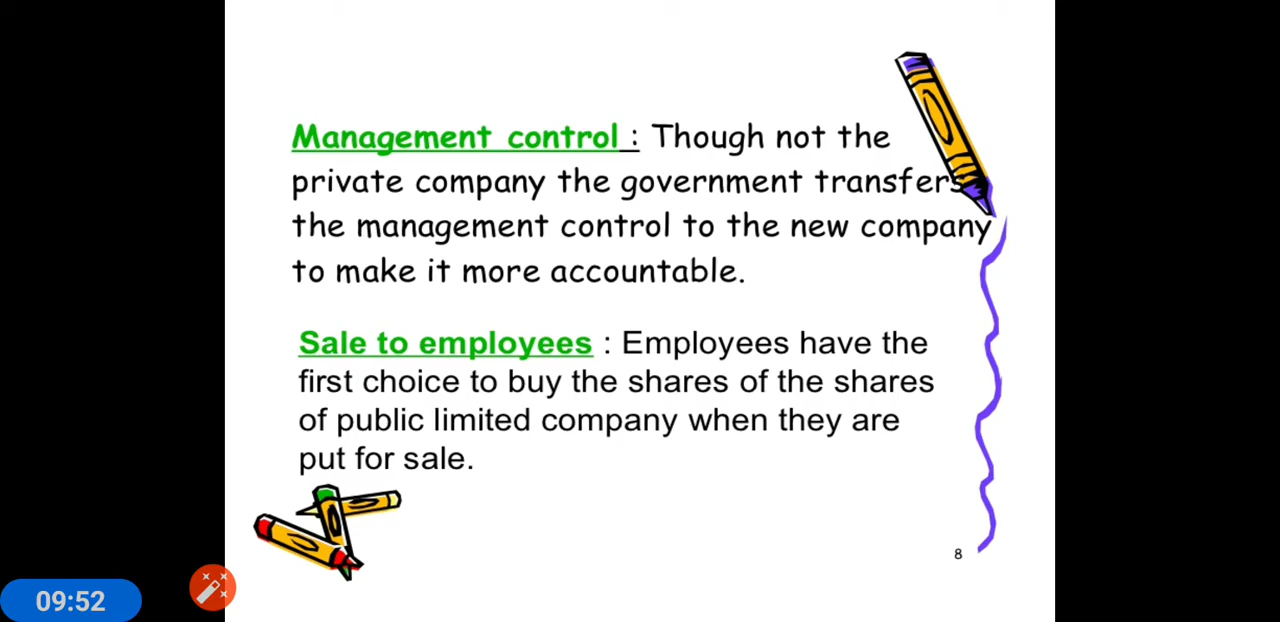 Management control : Though not the
private company the government transfers
the management control to the new company
to make it more accountable.
Sale to employees : Employees have the
first choice to buy the shares of the shares
of public limited company when they are
put for sale.
8
09:52